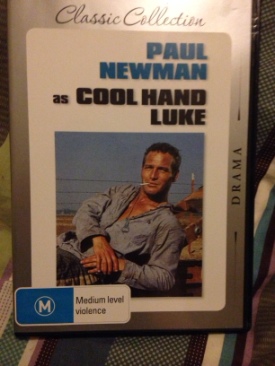 Classic Collection
PAUL
NEWMAN
as COOL HAND
LUKE
DRAMA
M
Medium level
violence